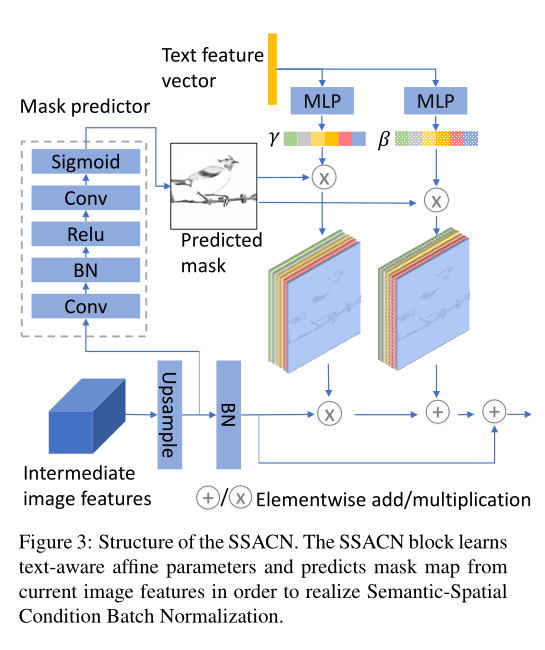 Text feature
vector
Mask predictor
MLP
MLP
γ
β
Sigmoid
Conv
Relu
BN
Conv
x
x
Predicted
mask
Upsample
BN
x
+
+
Intermediate
image features
+/x Elementwise add/multiplication
Figure 3: Structure of the SSACN. The SSACN block learns
text-aware affine parameters and predicts mask map from
current image features in order to realize Semantic-Spatial
Condition Batch Normalization.